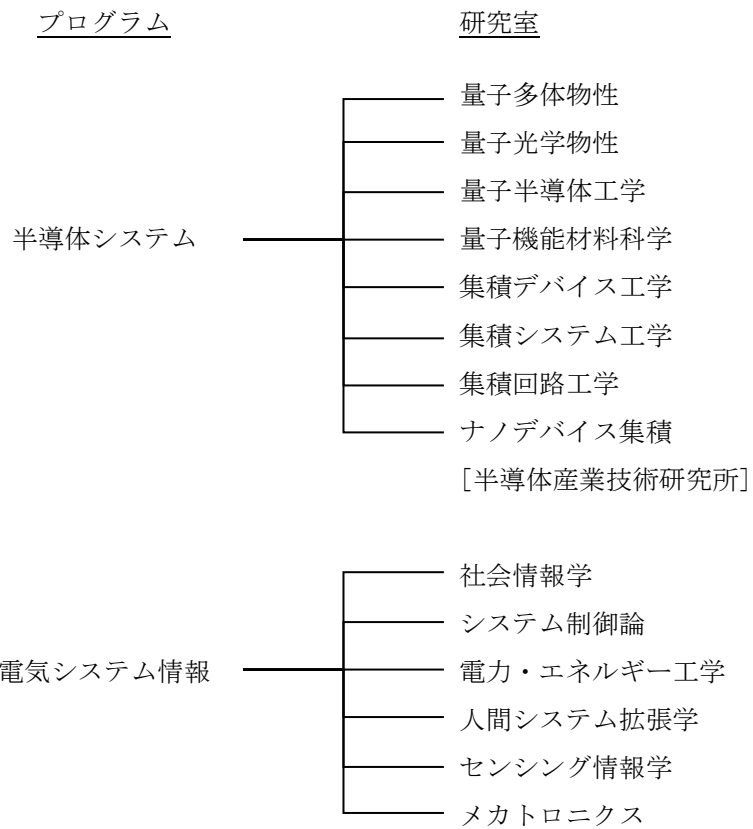 プログラム 研究室
量子多体物性
量子光学物性
量子半導体工学
半導体システム 量子機能材料科学
集積デバイス工学
集積システム工学
集積回路工学
ナノデバイス集積
[半導体産業技術研究所]
社会情報学
システム制御論
電気システム情報 電力・エネルギー工学
人間システム拡張学
センシング情報学
メカトロニクス